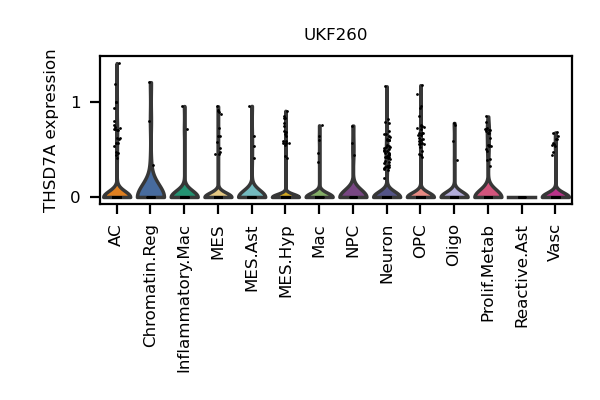 UKF260
THSD7A expression
1
0
AC
Chromatin.Reg
Inflammatory.Mac
MES
MES.Ast
MES.Hyp
Mac
NPC
Neuron
OPC
Oligo
Prolif.Metab
Reactive.Ast
Vasc